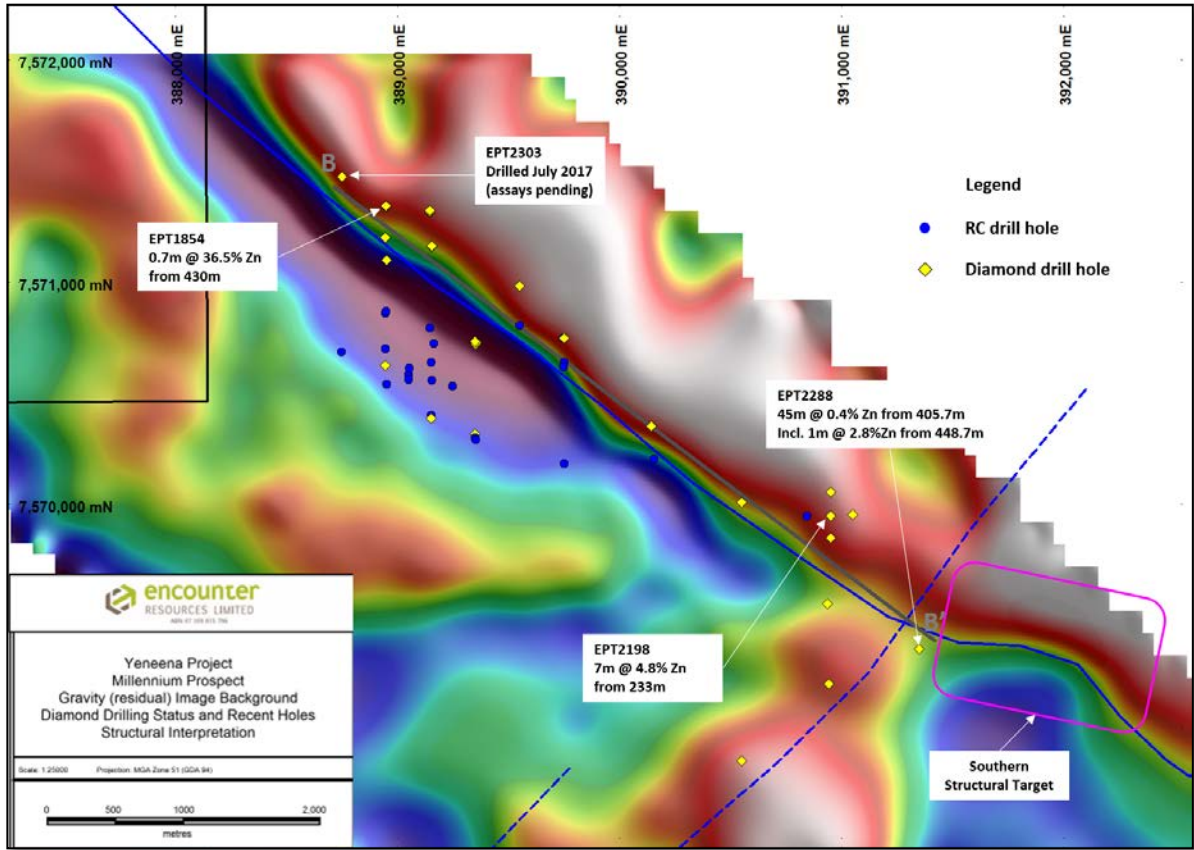 388,000 mE
389,000 mE
390,000 mE
391,000 mE
392,000 mE
7,572,000 mN
7,571,000 mN
7,570,000 mN
B
EPT2303
Drilled July 2017
(assays pending)
Legend
RC drill hole
Diamond drill hole
EPT1854
0.7m @ 36.5% Zn
from 430m
EPT2288
45m @ 0.4% Zn from 405.7m
Incl. 1m @ 2.8%Zn from 448.7m
B'
EPT2198
7m @ 4.8% Zn
from 233m
Southern
Structural Target
encounter
RESOURCES LIMITED
Yeneena Project
Millennium Prospect
Gravity (residual) Image Background
Diamond Drilling Status and Recent Holes
Structural Interpretation
Scale: 1:25000 Projection: MGA Zone 51 (GDA 94)
0 500 1000 2,000
metres